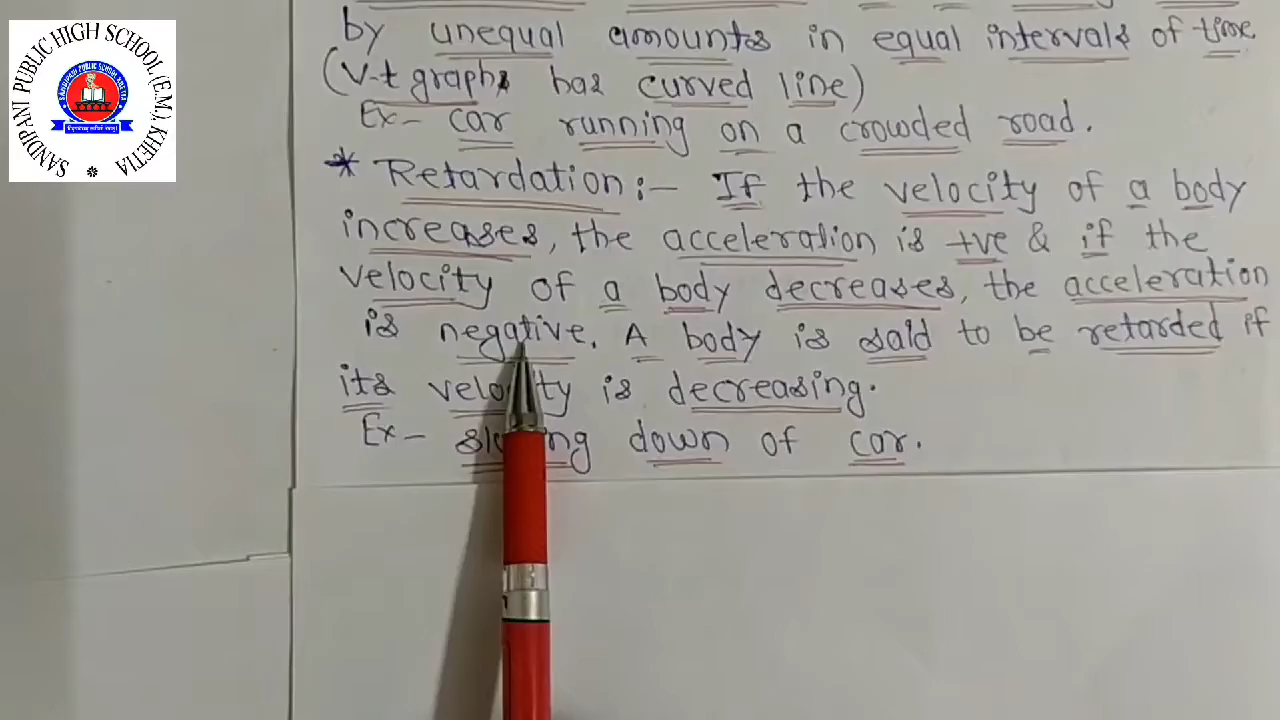 SANDIPANI PUBLIC HIGH SCHOOL (E.M.) KHETIA
by unequal amounts in equal intervals of time
(v-t graph has curved line)
Ex- car running on a crowded road.
* Retardation :- If the velocity of a body
increases, the acceleration is +ve & if the
velocity of a body decreases, the acceleration
is negative. A body is said to be retarded if
its velocity is decreasing.
Ex- slowing down of car.